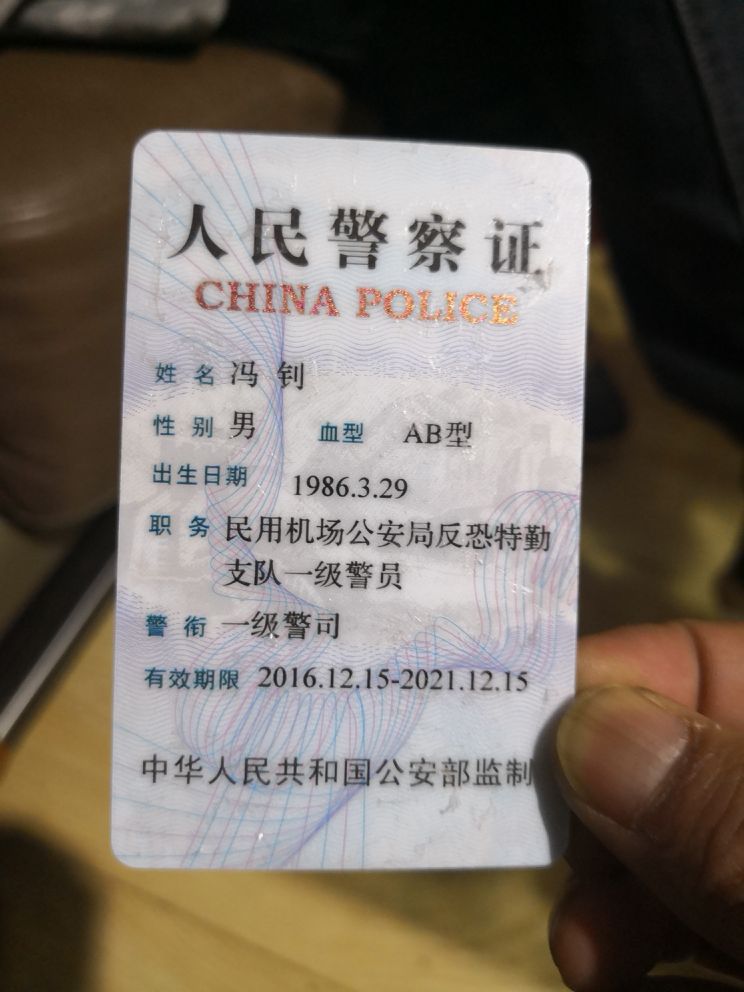 人民警察证
CHINA POLICE
姓 名 冯 钊
性 别 男 血型 AB型
出生日期 1986.3.29
职 务 民用机场公安局反恐特勤
支队一级警员
警 衔 一级警司
有效期限 2016.12.15-2021.12.15
中华人民共和国公安部监制